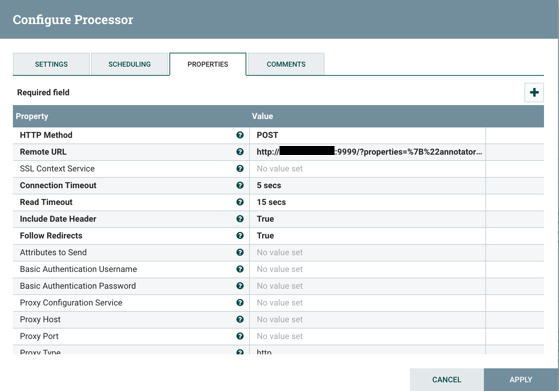 Configure Processor
SETTINGS SCHEDULING PROPERTIES COMMENTS
Required field
Property Value
HTTP Method POST
Remote URL http:// :9999/?properties=%7B%22annotator...
SSL Context Service No value set
Connection Timeout 5 secs
Read Timeout 15 secs
Include Date Header True
Follow Redirects True
Attributes to Send No value set
Basic Authentication Username No value set
Basic Authentication Password No value set
Proxy Configuration Service No value set
Proxy Host No value set
Proxy Port No value set
Proxy Type http
CANCEL APPLY